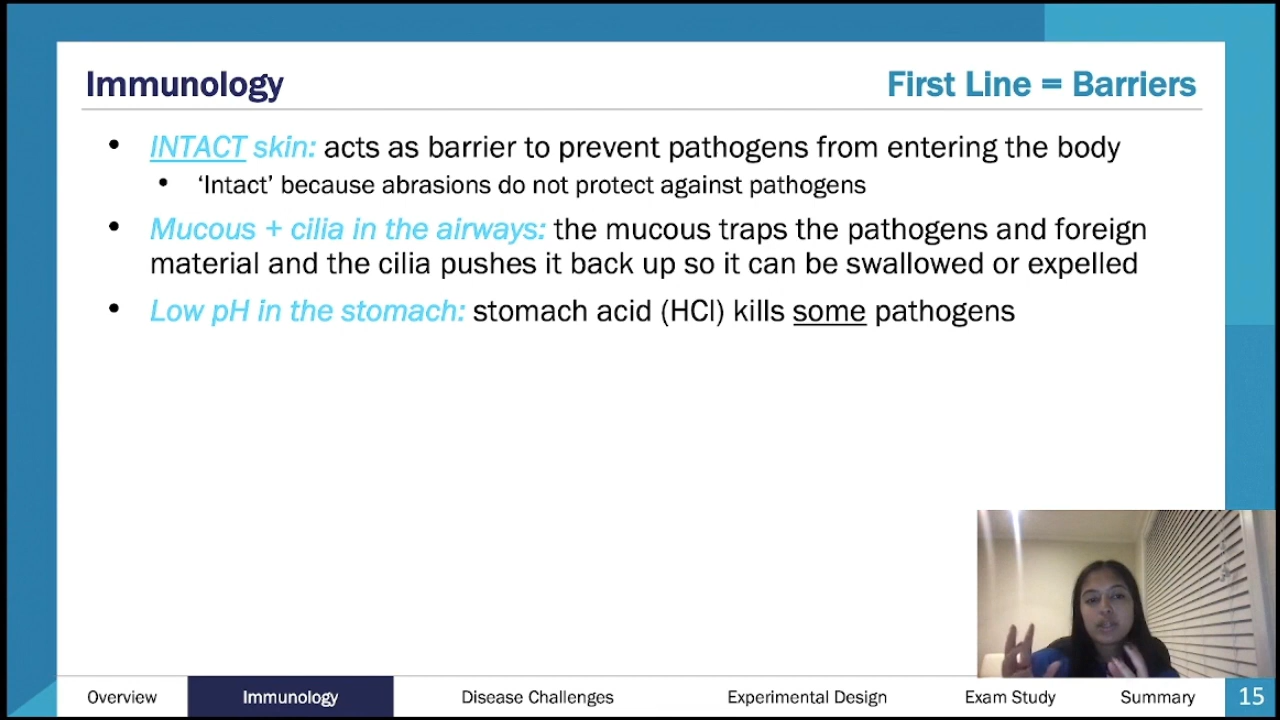 Immunology
First Line = Barriers
• INTACT skin: acts as barrier to prevent pathogens from entering the body
• ‘Intact’ because abrasions do not protect against pathogens
• Mucous + cilia in the airways: the mucous traps the pathogens and foreign
material and the cilia pushes it back up so it can be swallowed or expelled
• Low pH in the stomach: stomach acid (HCl) kills some pathogens
Overview
Immunology
Disease Challenges
Experimental Design
Exam Study
Summary
15